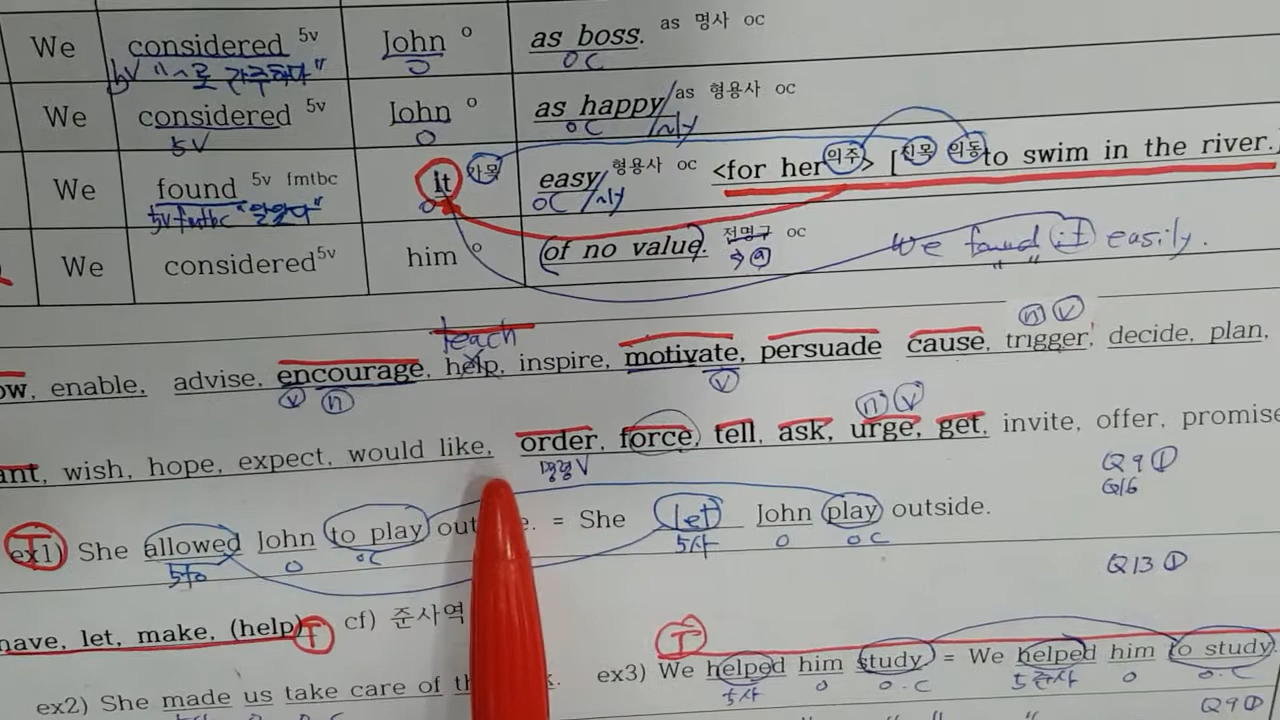 We considered 5v John o as boss. as 명사 oc
5V "~로 간주하다" O OC
We considered 5v John o as happy/as 형용사 oc
5V O OC /~ly
We found 5v fmtbc It 가목 easy/형용사 oc <for her 의주> [진목 의동 to swim in the river.
5v fmtbc "알았다" O OC /~ly
We considered 5v him o of no value. 전명구 oc We found it easily.
→ⓐ
teach ⓝ ⓥ
ow, enable, advise, encourage, help, inspire, motivate, persuade cause, trigger, decide, plan,
ⓥ ⓝ ⓥ ⓝ ⓥ
ant, wish, hope, expect, would like, order, force, tell, ask, urge, get, invite, offer, promise
명령V Q9①
Q16
ex1) She allowed John to play out e. = She let John play outside.
O OC 5사 O OC
Q13①
have, let, make, (help) T cf) 준사역 T
ex3) We helped him study = We helped him to study.
5사 O O.C 5준사 O O.C
ex2) She made us take care of th k.
Q9①